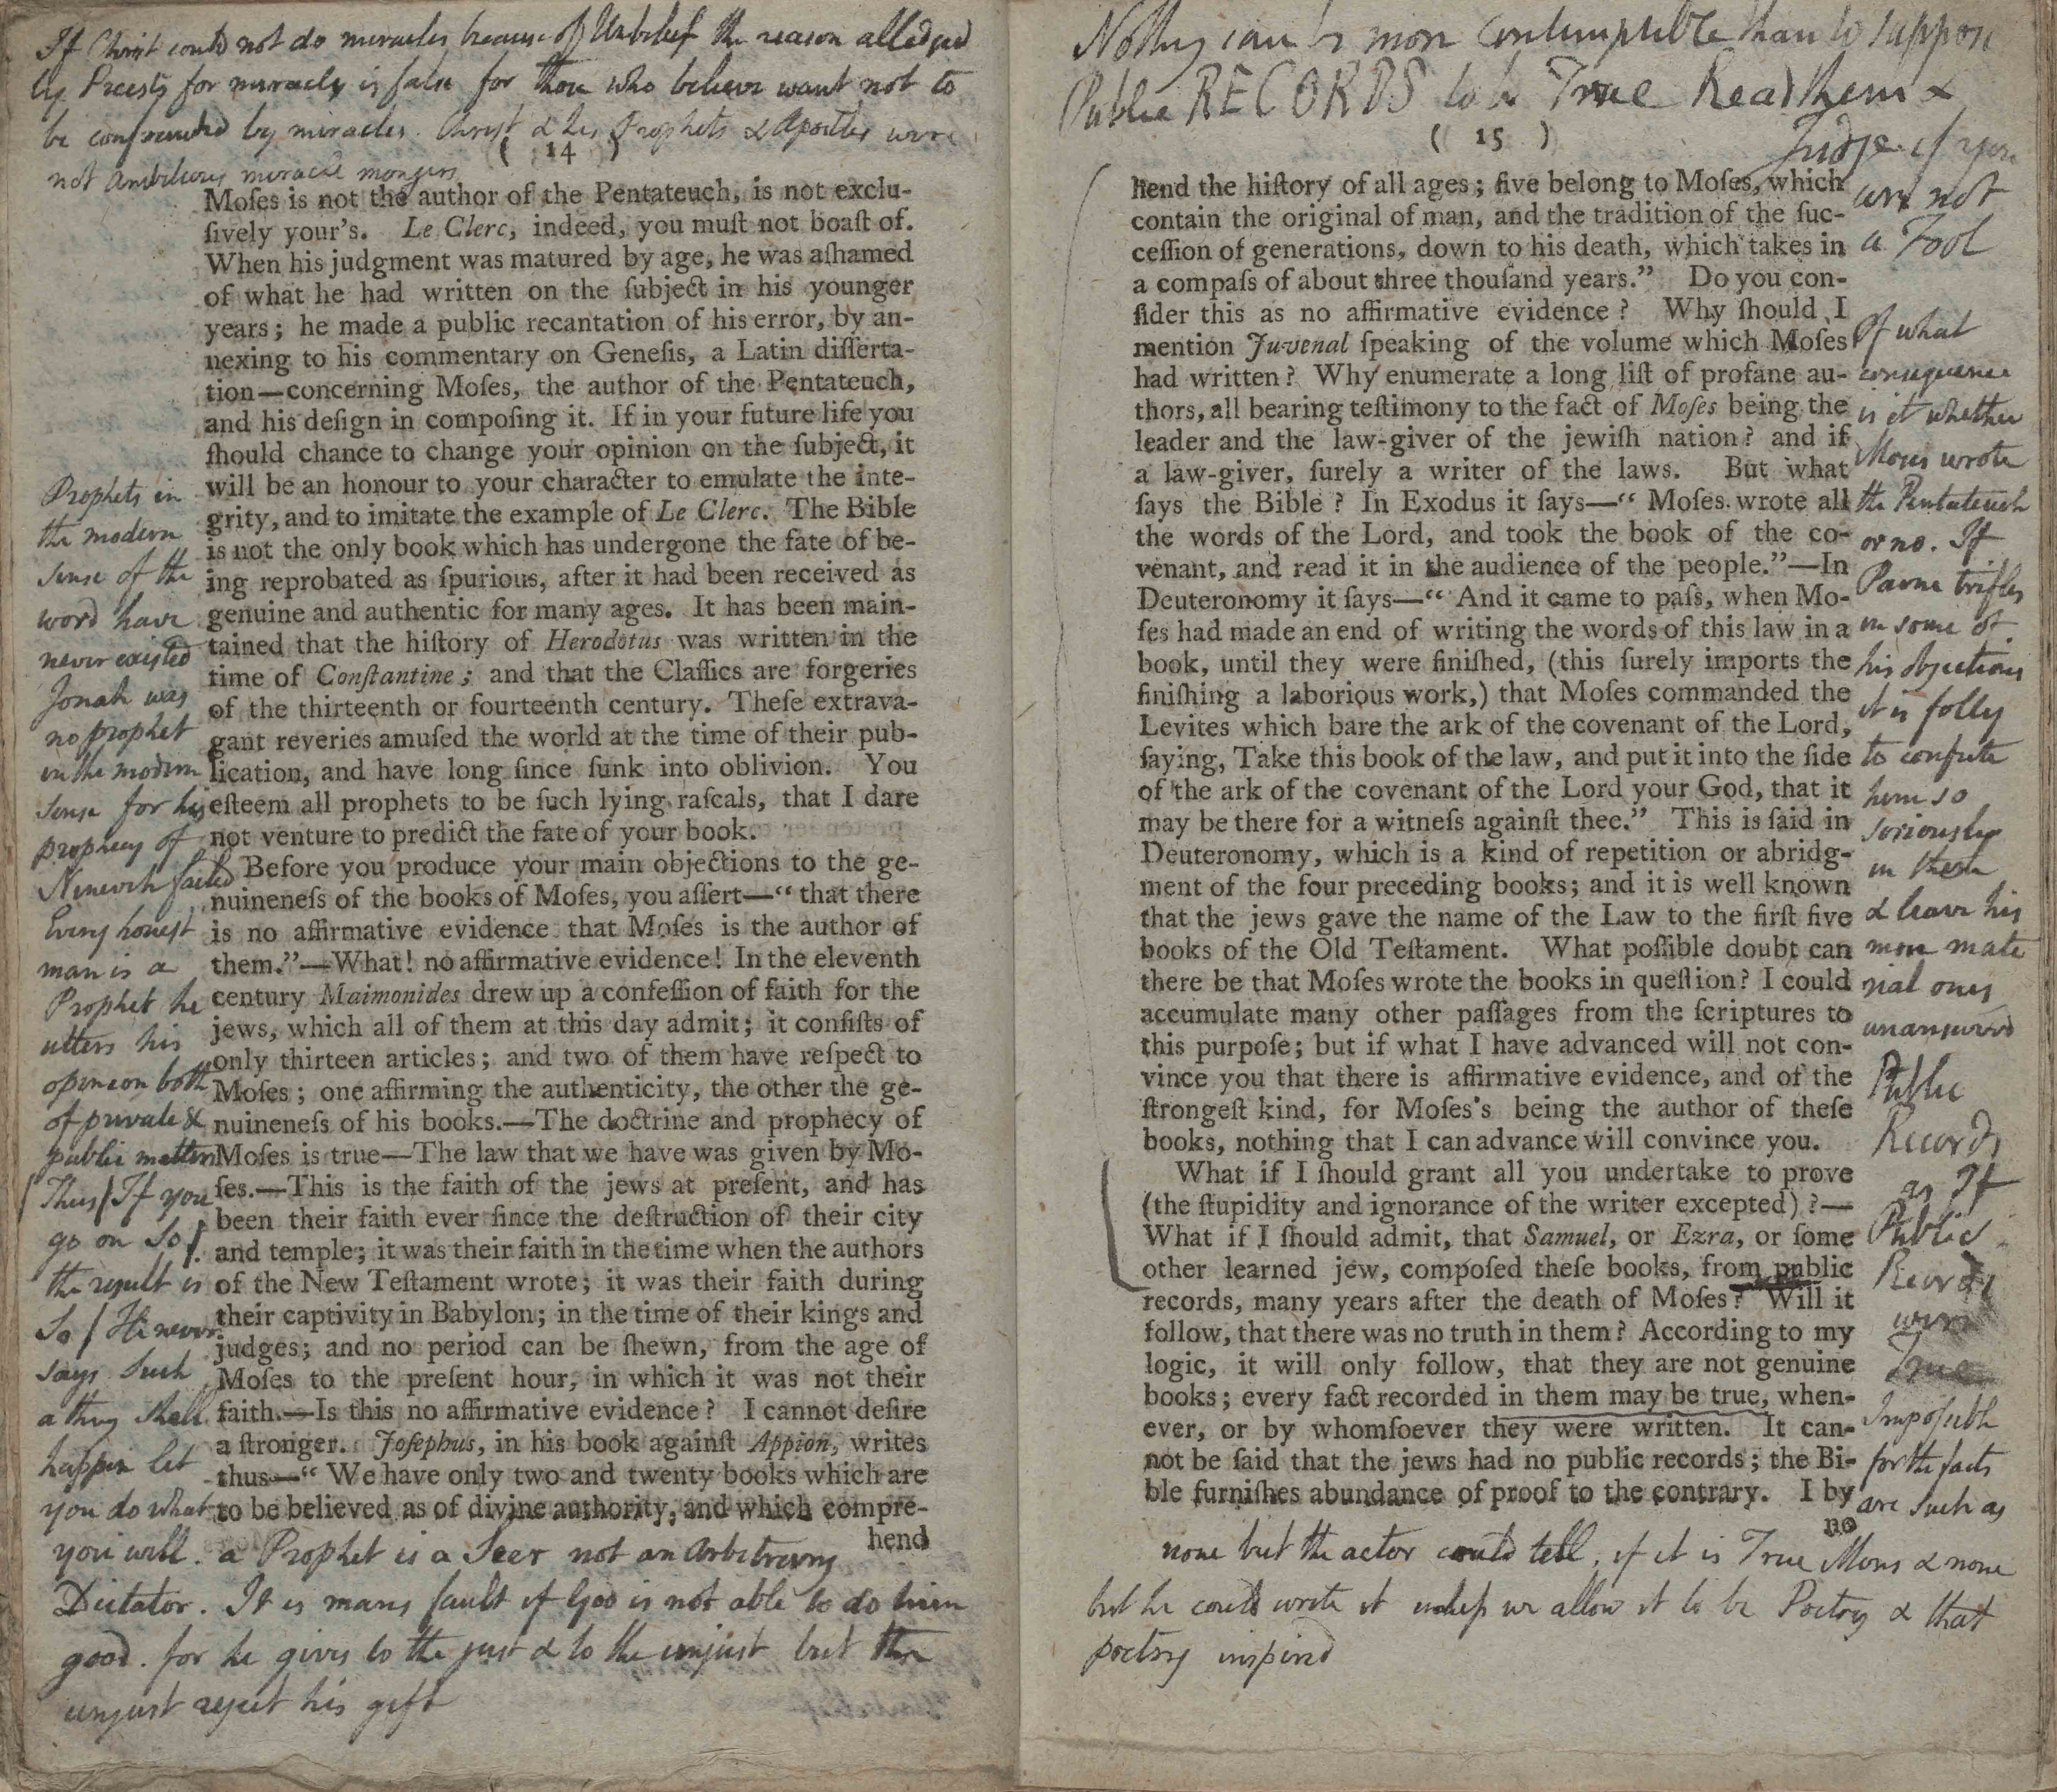 If Christ could not do miracles because of Unbelief the reason alledged
by Priests for miracles is false for those who believe want not to
be confounded by miracles. Christ & his Prophets & Apostles were
not Ambitious miracle mongers
( 14 )
Moſes is not the author of the Pentateuch, is not exclu-
ſively your's. Le Clerc, indeed, you muſt not boaſt of.
When his judgment was matured by age, he was aſhamed
of what he had written on the ſubject in his younger
years; he made a public recantation of his error, by an-
nexing to his commentary on Geneſis, a Latin diſſerta-
tion—concerning Moſes, the author of the Pentateuch,
and his deſign in compoſing it. If in your future life you
ſhould chance to change your opinion on the ſubject, it
will be an honour to your character to emulate the inte-
grity, and to imitate the example of Le Clerc. The Bible
is not the only book which has undergone the fate of be-
ing reprobated as ſpurious, after it had been received as
genuine and authentic for many ages. It has been main-
tained that the hiſtory of Herodotus was written in the
time of Conſtantine; and that the Claſſics are forgeries
of the thirteenth or fourteenth century. Theſe extrava-
gant reveries amuſed the world at the time of their pub-
lication, and have long ſince ſunk into oblivion. You
eſteem all prophets to be ſuch lying raſcals, that I dare
not venture to predict the fate of your book.
Before you produce your main objections to the ge-
nuineneſs of the books of Moſes, you aſſert—“ that there
is no affirmative evidence that Moſes is the author of
them.”—What! no affirmative evidence! In the eleventh
century Maimonides drew up a confeſſion of faith for the
jews, which all of them at this day admit; it conſiſts of
only thirteen articles; and two of them have reſpect to
Moſes; one affirming the authenticity, the other the ge-
nuineneſs of his books.—The doctrine and prophecy of
Moſes is true—The law that we have was given by Mo-
ſes.—This is the faith of the jews at preſent, and has
been their faith ever ſince the deſtruction of their city
and temple; it was their faith in the time when the authors
of the New Teſtament wrote; it was their faith during
their captivity in Babylon; in the time of their kings and
judges; and no period can be ſhewn, from the age of
Moſes to the preſent hour, in which it was not their
faith.—Is this no affirmative evidence? I cannot deſire
a ſtronger. Joſephus, in his book againſt Appion, writes
thus—“ We have only two and twenty books which are
to be believed as of divine authority, and which compre-
hend
Prophets in
the modern
sense of the
word have
never existed
Jonah was
no prophet
in the modern
sense for his
prophecy of
Nineveh failed
Every honest
man is a
Prophet he
utters his
opinion both
of private &
public matters
/Thus/If you
go on So/
the result is
So/He never
says such
a thing shall
happen let
you do what
you will. a Prophet is a Seer not an Arbitrary
Dictator. It is mans fault if God is not able to do him
good. for he gives to the just & to the unjust but the
unjust reject his gift
Nothing can be more contemptible than to suppose
Public RECORDS to be True Read them &
Judge if you
are not
a Fool
( 15 )
hend the hiſtory of all ages; five belong to Moſes, which
contain the original of man, and the tradition of the ſuc-
ceſſion of generations, down to his death, which takes in
a compaſs of about three thouſand years.” Do you con-
ſider this as no affirmative evidence? Why ſhould I
mention Juvenal ſpeaking of the volume which Moſes
had written? Why enumerate a long liſt of profane au-
thors, all bearing teſtimony to the fact of Moſes being the
leader and the law-giver of the jewiſh nation? and if
a law-giver, ſurely a writer of the laws. But what
ſays the Bible? In Exodus it ſays—“ Moſes wrote all
the words of the Lord, and took the book of the co-
venant, and read it in the audience of the people.”—In
Deuteronomy it ſays—“ And it came to paſs, when Mo-
ſes had made an end of writing the words of this law in a
book, until they were finiſhed, (this ſurely imports the
finiſhing a laborious work,) that Moſes commanded the
Levites which bare the ark of the covenant of the Lord,
ſaying, Take this book of the law, and put it into the ſide
of the ark of the covenant of the Lord your God, that it
may be there for a witneſs againſt thee.” This is ſaid in
Deuteronomy, which is a kind of repetition or abridg-
ment of the four preceding books; and it is well known
that the jews gave the name of the Law to the firſt five
books of the Old Teſtament. What poſſible doubt can
there be that Moſes wrote the books in queſtion? I could
accumulate many other paſſages from the ſcriptures to
this purpoſe; but if what I have advanced will not con-
vince you that there is affirmative evidence, and of the
ſtrongeſt kind, for Moſes's being the author of theſe
books, nothing that I can advance will convince you.
What if I ſhould grant all you undertake to prove
(the ſtupidity and ignorance of the writer excepted)?—
What if I ſhould admit, that Samuel, or Ezra, or ſome
other learned jew, compoſed theſe books, from public
records, many years after the death of Moſes? Will it
follow, that there was no truth in them? According to my
logic, it will only follow, that they are not genuine
books; every fact recorded in them may be true, when-
ever, or by whomſoever they were written. It can-
not be ſaid that the jews had no public records; the Bi-
ble furniſhes abundance of proof to the contrary. I by
no
Of what
consequence
is it whether
Moses wrote
the Pentateuch
or no. If
Paine trifles
in some of
his objections
it is folly
to confute
him so
seriously
in them
& leave his
more mate
rial ones
unanswered
Public
Records
as If
Public
Records
were
True
Impossible
for the facts
are such as
none but the actor could tell, if it is True Moses & none
but he could write it unless we allow it to be Poetry & that
poetry inspired